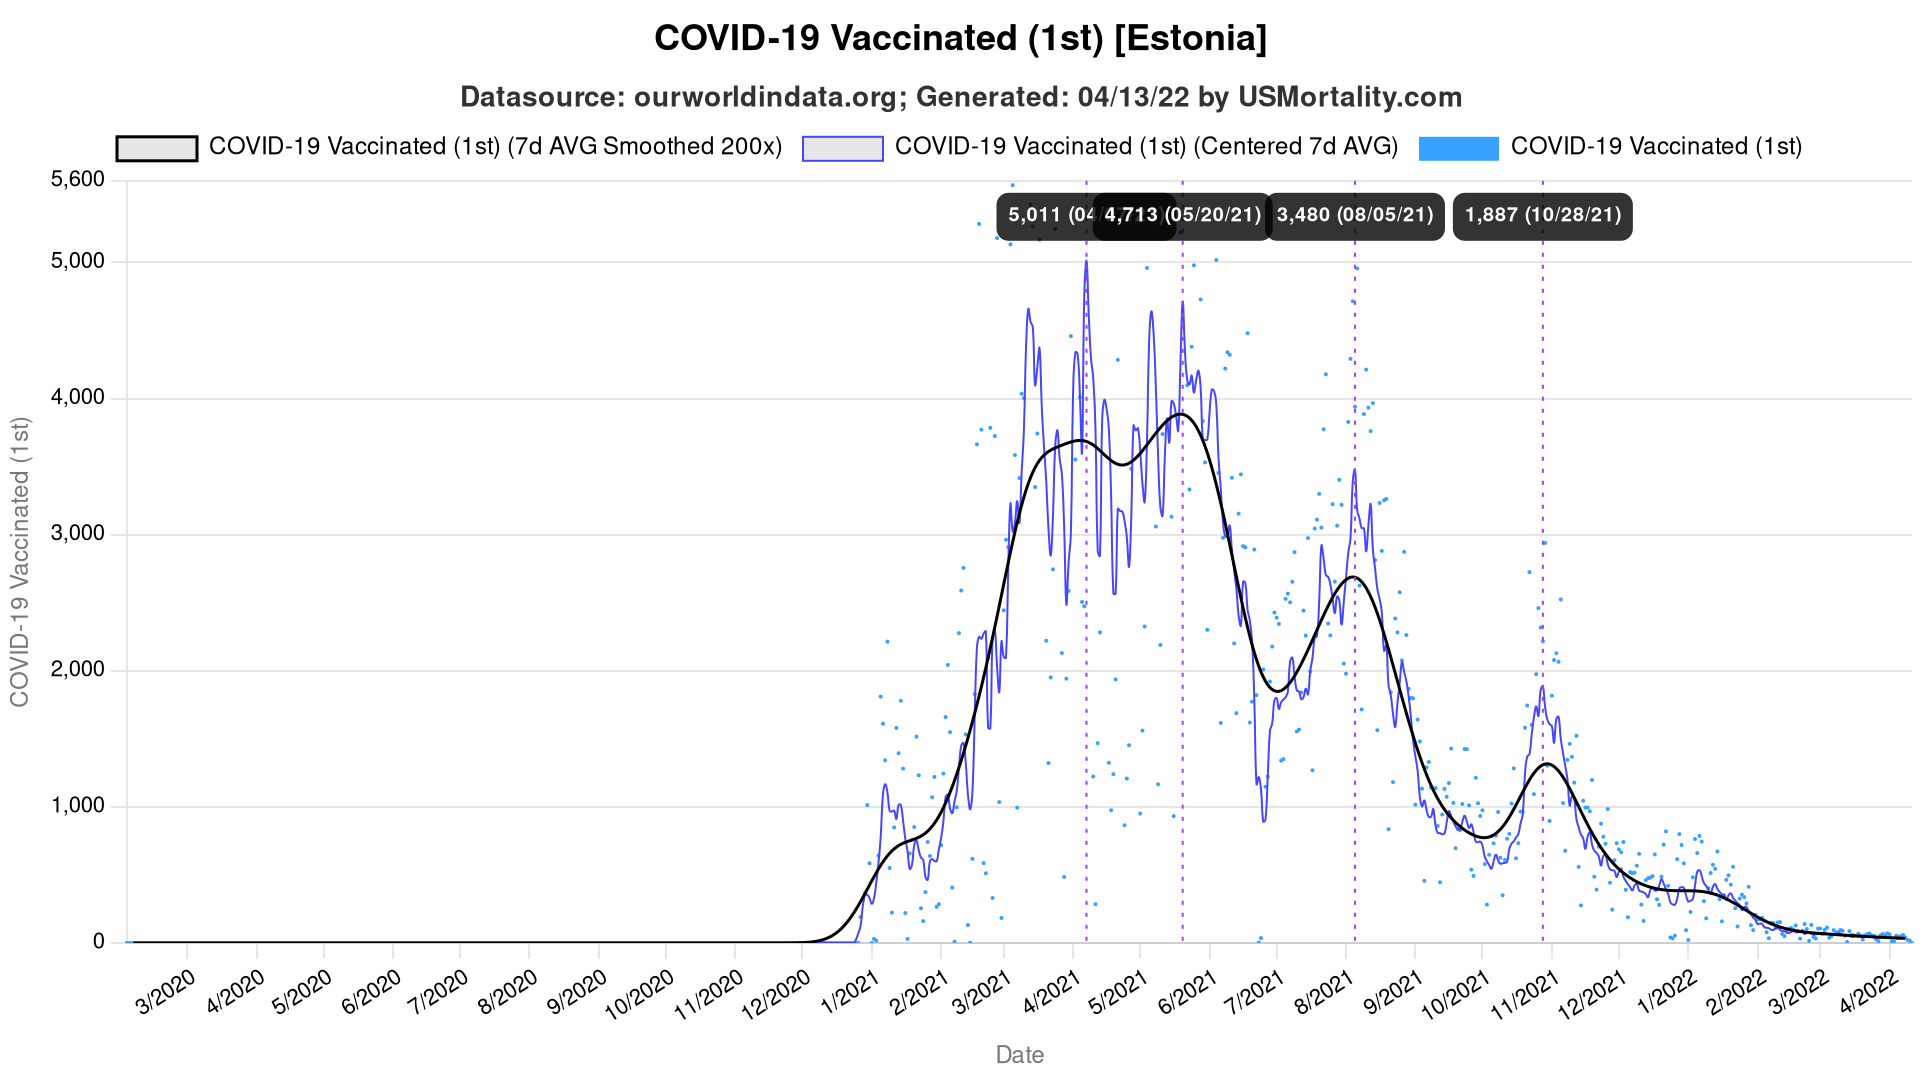 COVID-19 Vaccinated (1st) [Estonia]
Datasource: ourworldindata.org; Generated: 04/13/22 by USMortality.com
COVID-19 Vaccinated (1st) (7d AVG Smoothed 200x) COVID-19 Vaccinated (1st) (Centered 7d AVG) COVID-19 Vaccinated (1st)
5,600
5,011 (04/ 4,713 (05/20/21) 3,480 (08/05/21) 1,887 (10/28/21)
5,000
4,000
3,000
2,000
1,000
0
COVID-19 Vaccinated (1st)
3/2020 4/2020 5/2020 6/2020 7/2020 8/2020 9/2020 10/2020 11/2020 12/2020 1/2021 2/2021 3/2021 4/2021 5/2021 6/2021 7/2021 8/2021 9/2021 10/2021 11/2021 12/2021 1/2022 2/2022 3/2022 4/2022
Date